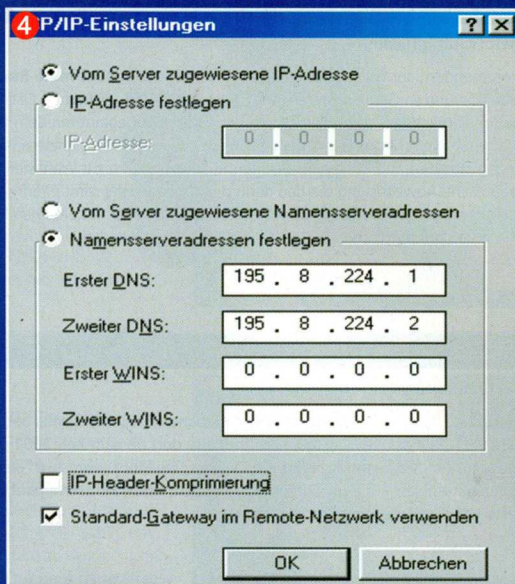 4 P/IP-Einstellungen
Vom Server zugewiesene IP-Adresse
IP-Adresse festlegen
IP-Adresse: 0 . 0 . 0 . 0
Vom Server zugewiesene Namensserveradressen
Namensserveradressen festlegen
Erster DNS: 195 . 8 . 224 . 1
Zweiter DNS: 195 . 8 . 224 . 2
Erster WINS: 0 . 0 . 0 . 0
Zweiter WINS: 0 . 0 . 0 . 0
IP-Header-Komprimierung
Standard-Gateway im Remote-Netzwerk verwenden
OK Abbrechen